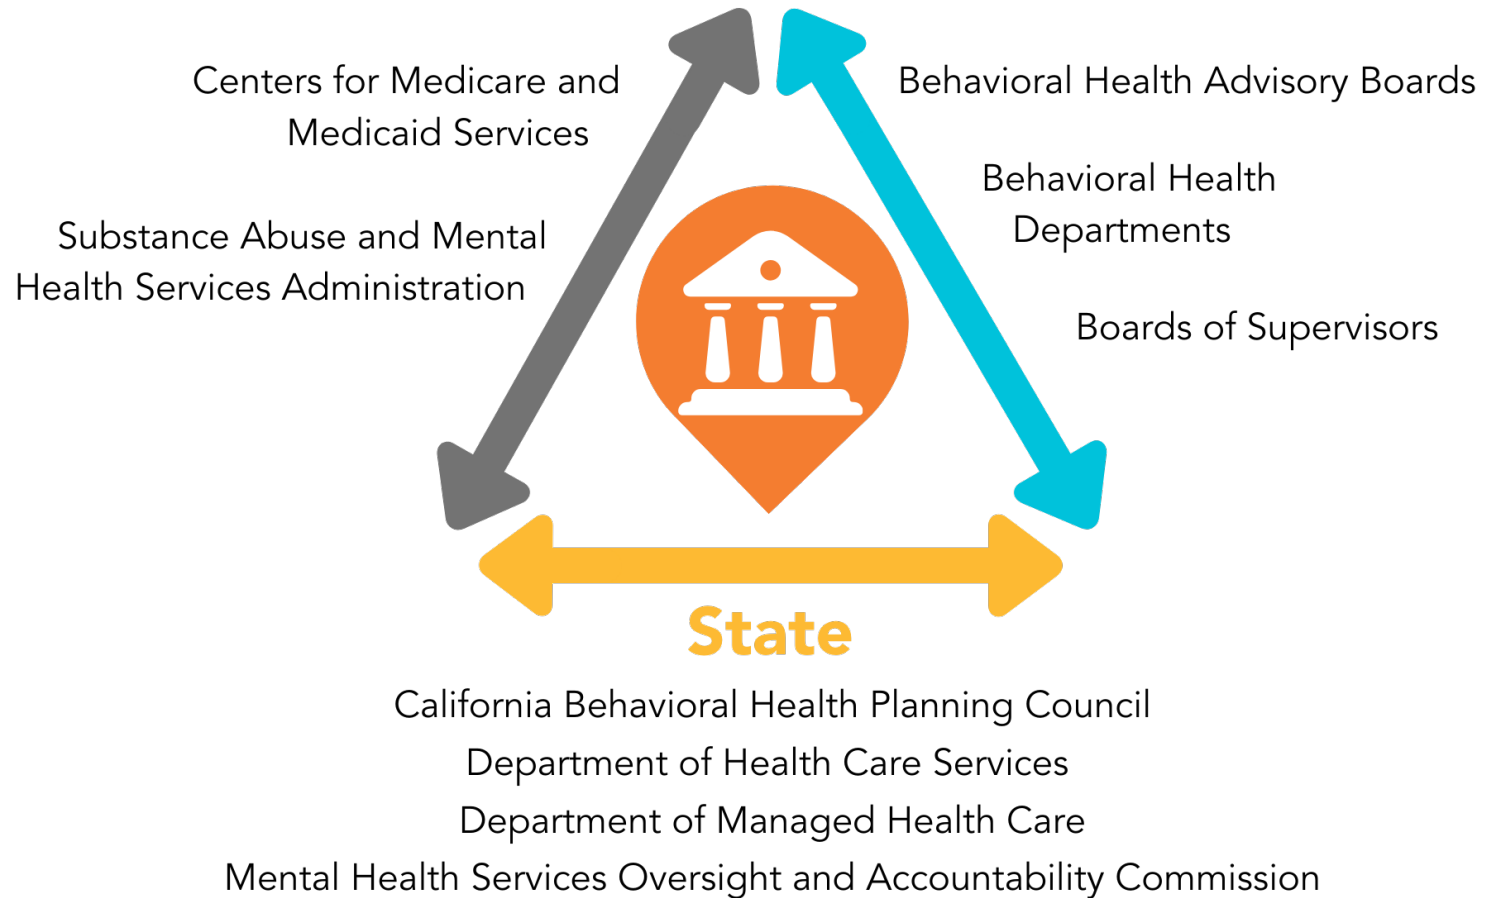 Centers for Medicare and
Medicaid Services
Substance Abuse and Mental
Health Services Administration
Behavioral Health Advisory Boards
Behavioral Health
Departments
Boards of Supervisors
State
California Behavioral Health Planning Council
Department of Health Care Services
Department of Managed Health Care
Mental Health Services Oversight and Accountability Commission